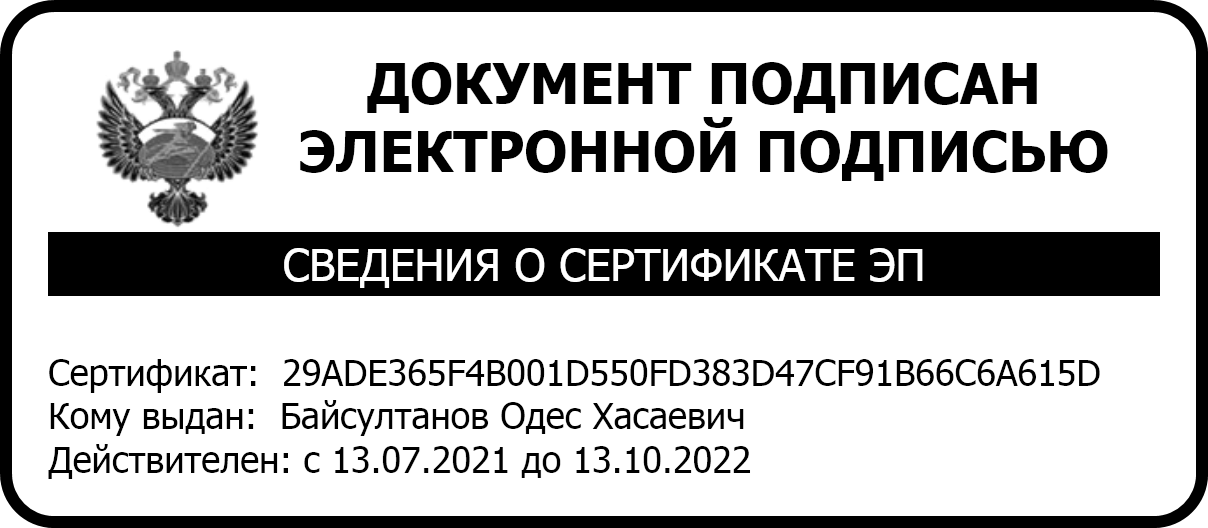 ДОКУМЕНТ ПОДПИСАН
ЭЛЕКТРОННОЙ ПОДПИСЬЮ
СВЕДЕНИЯ О СЕРТИФИКАТЕ ЭП
Сертификат: 29ADE365F4B001D550FD383D47CF91B66C6A615D
Кому выдан: Байсултанов Одес Хасаевич
Действителен: с 13.07.2021 до 13.10.2022